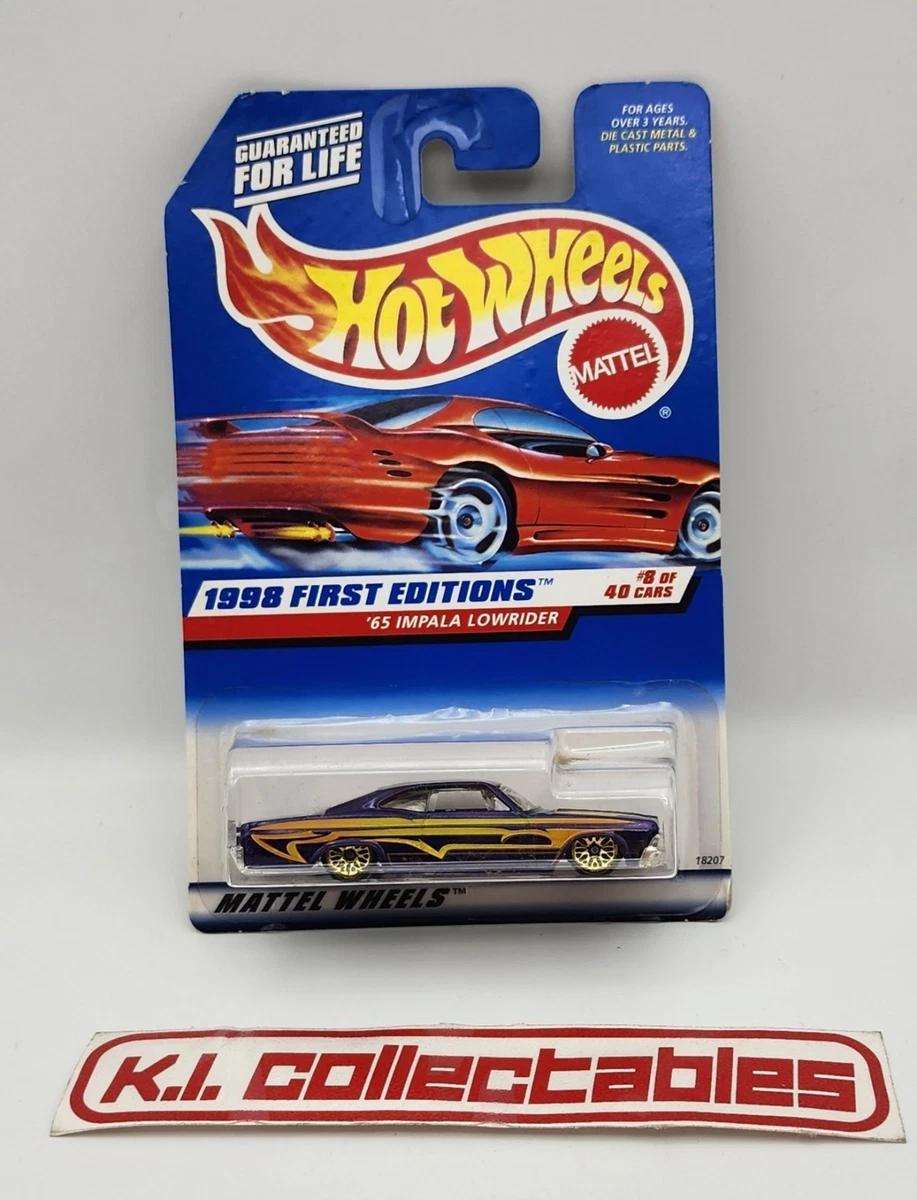 GUARANTEED
FOR LIFE
FOR AGES
OVER 3 YEARS.
DIE CAST METAL &
PLASTIC PARTS.
HOT WHEELS
MATTEL
®
1998 FIRST EDITIONS™
#8 OF
40 CARS
'65 IMPALA LOWRIDER
18207
MATTEL WHEELS™
K.I. collectables